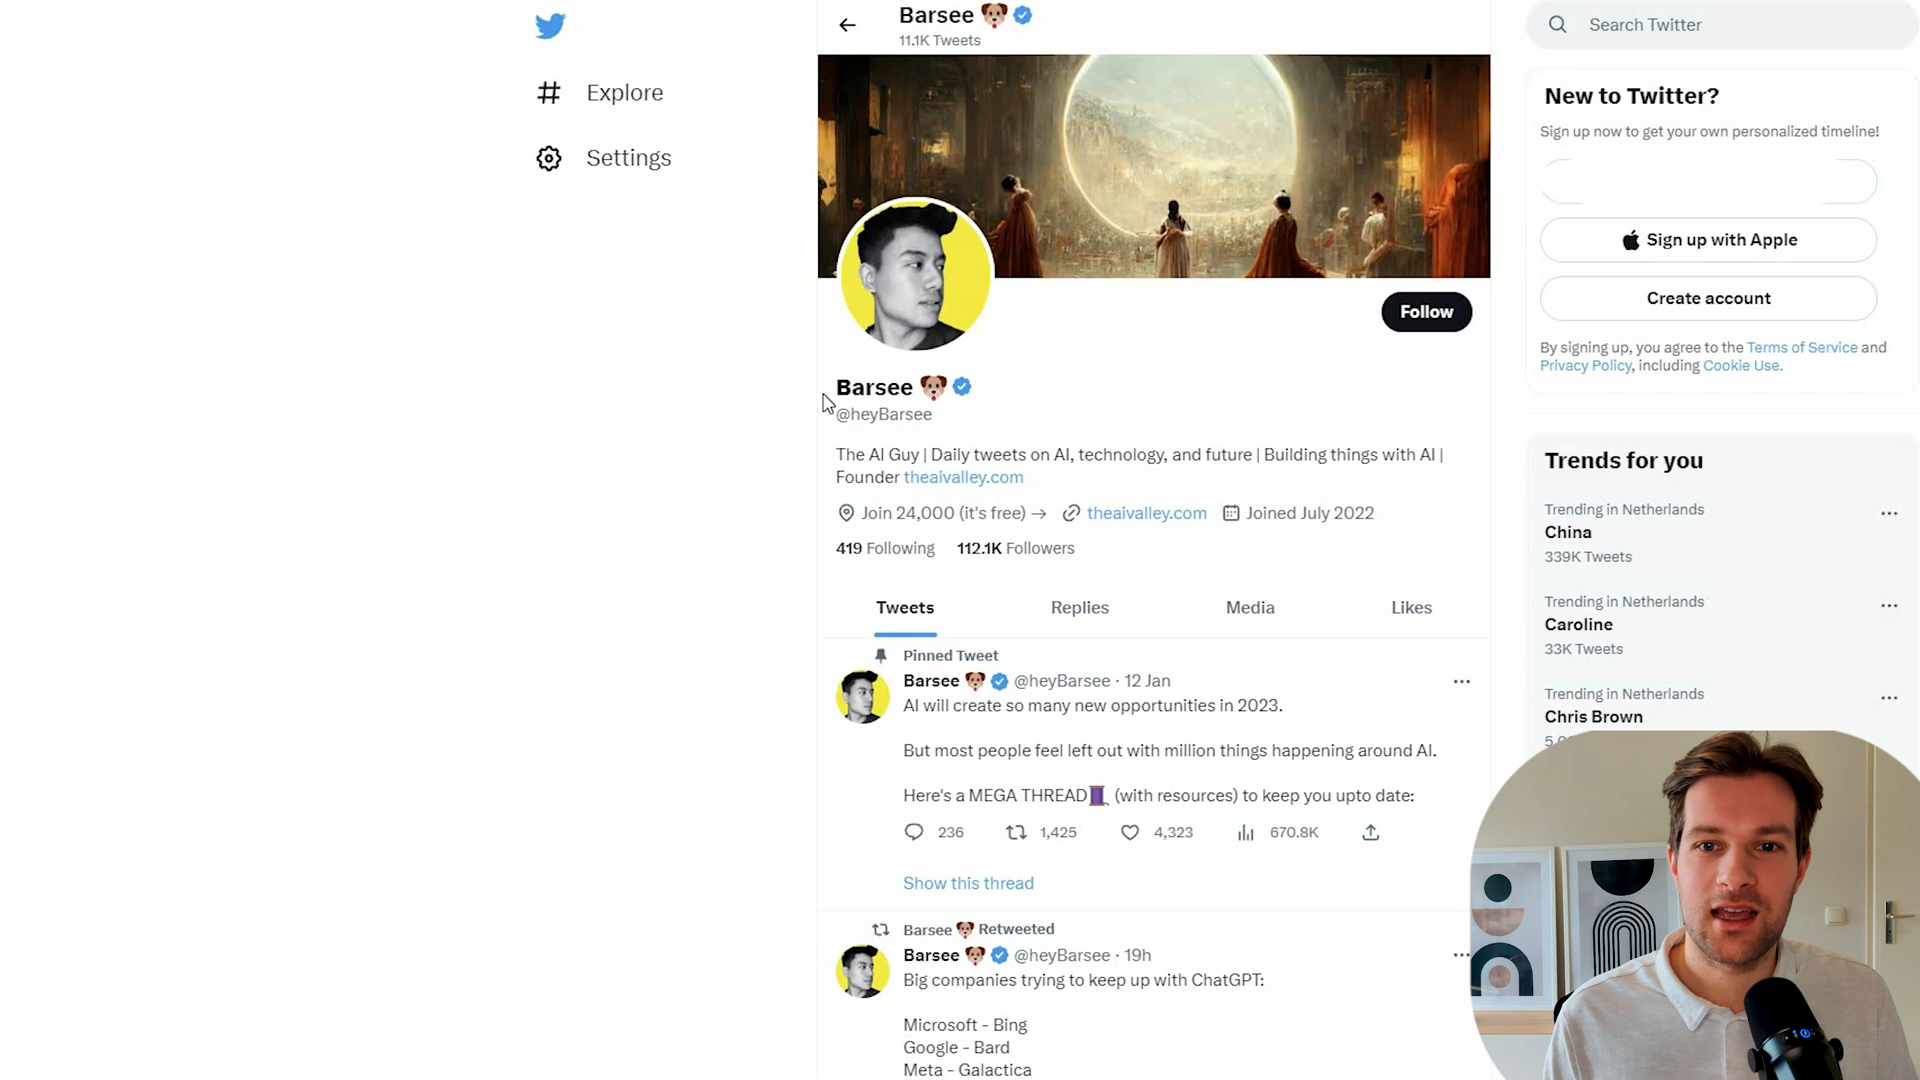 Explore
Settings
Barsee
11.1K Tweets
Follow
Barsee
@heyBarsee
The AI Guy | Daily tweets on AI, technology, and future | Building things with AI |
Founder theaivalley.com
Join 24,000 (it's free) → theaivalley.com Joined July 2022
419 Following 112.1K Followers
Tweets Replies Media Likes
Pinned Tweet
Barsee @heyBarsee · 12 Jan
AI will create so many new opportunities in 2023.
But most people feel left out with million things happening around AI.
Here's a MEGA THREAD🧵 (with resources) to keep you upto date:
236 1,425 4,323 670.8K
Show this thread
Barsee Retweeted
Barsee @heyBarsee · 19h
Big companies trying to keep up with ChatGPT:
Microsoft - Bing
Google - Bard
Meta - Galactica
Search Twitter
New to Twitter?
Sign up now to get your own personalized timeline!
Sign up with Apple
Create account
By signing up, you agree to the Terms of Service and
Privacy Policy, including Cookie Use.
Trends for you
Trending in Netherlands
China
339K Tweets
Trending in Netherlands
Caroline
33K Tweets
Trending in Netherlands
Chris Brown